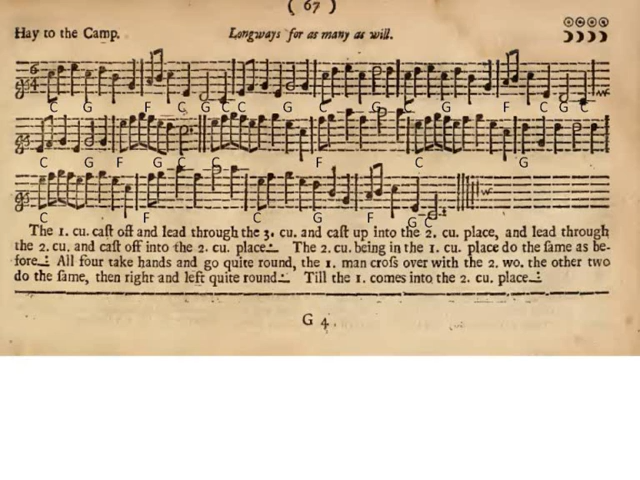 ( 67 )
Hay to the Camp. Longways for as many as will.
C G F C G C C G C G C G F C G C
C G F G C C F C G
C F C G F G C
The 1. cu. caſt oft and lead through the 3. cu. and caſt up into the 2. cu. place, and lead through
the 2. cu. and caſt off into the 2. cu. place. The 2. cu. being in the 1. cu. place do the ſame as be-
fore. All four take hands and go quite round, the 1. man croſs over with the 2. wo. the other two
do the ſame, then right and left quite round. Till the 1. comes into the 2. cu. place.
G 4.